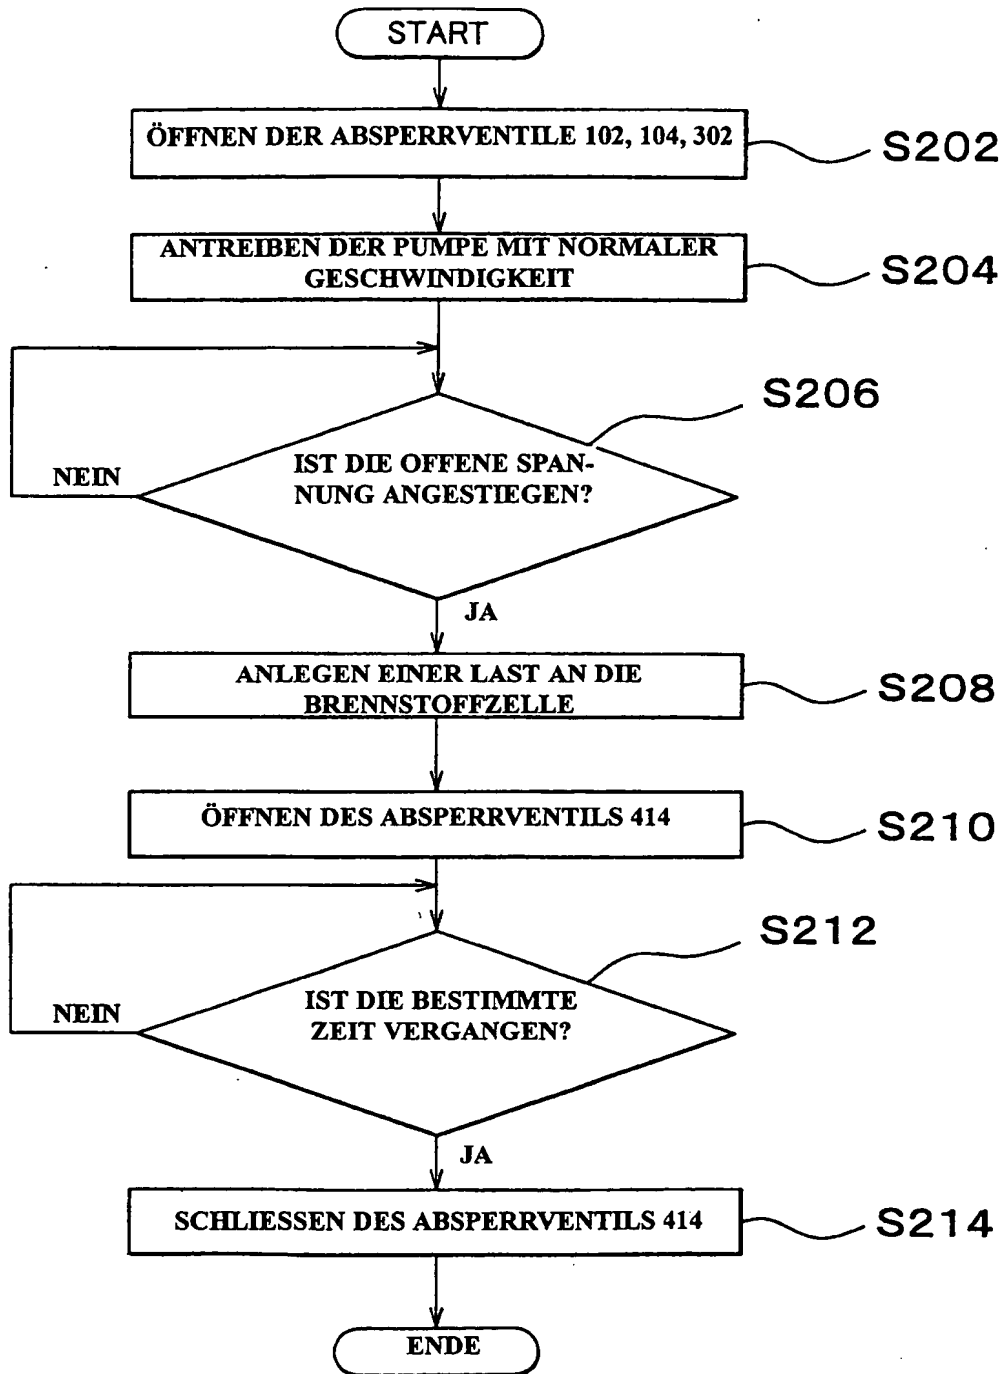 START
ÖFFNEN DER ABSPERRVENTILE 102, 104, 302
S202
ANTREIBEN DER PUMPE MIT NORMALER
GESCHWINDIGKEIT
S204
S206
IST DIE OFFENE SPAN-
NUNG ANGESTIEGEN?
NEIN
JA
ANLEGEN EINER LAST AN DIE
BRENNSTOFFZELLE
S208
ÖFFNEN DES ABSPERRVENTILS 414
S210
S212
IST DIE BESTIMMTE
ZEIT VERGANGEN?
NEIN
JA
SCHLIESSEN DES ABSPERRVENTILS 414
S214
ENDE